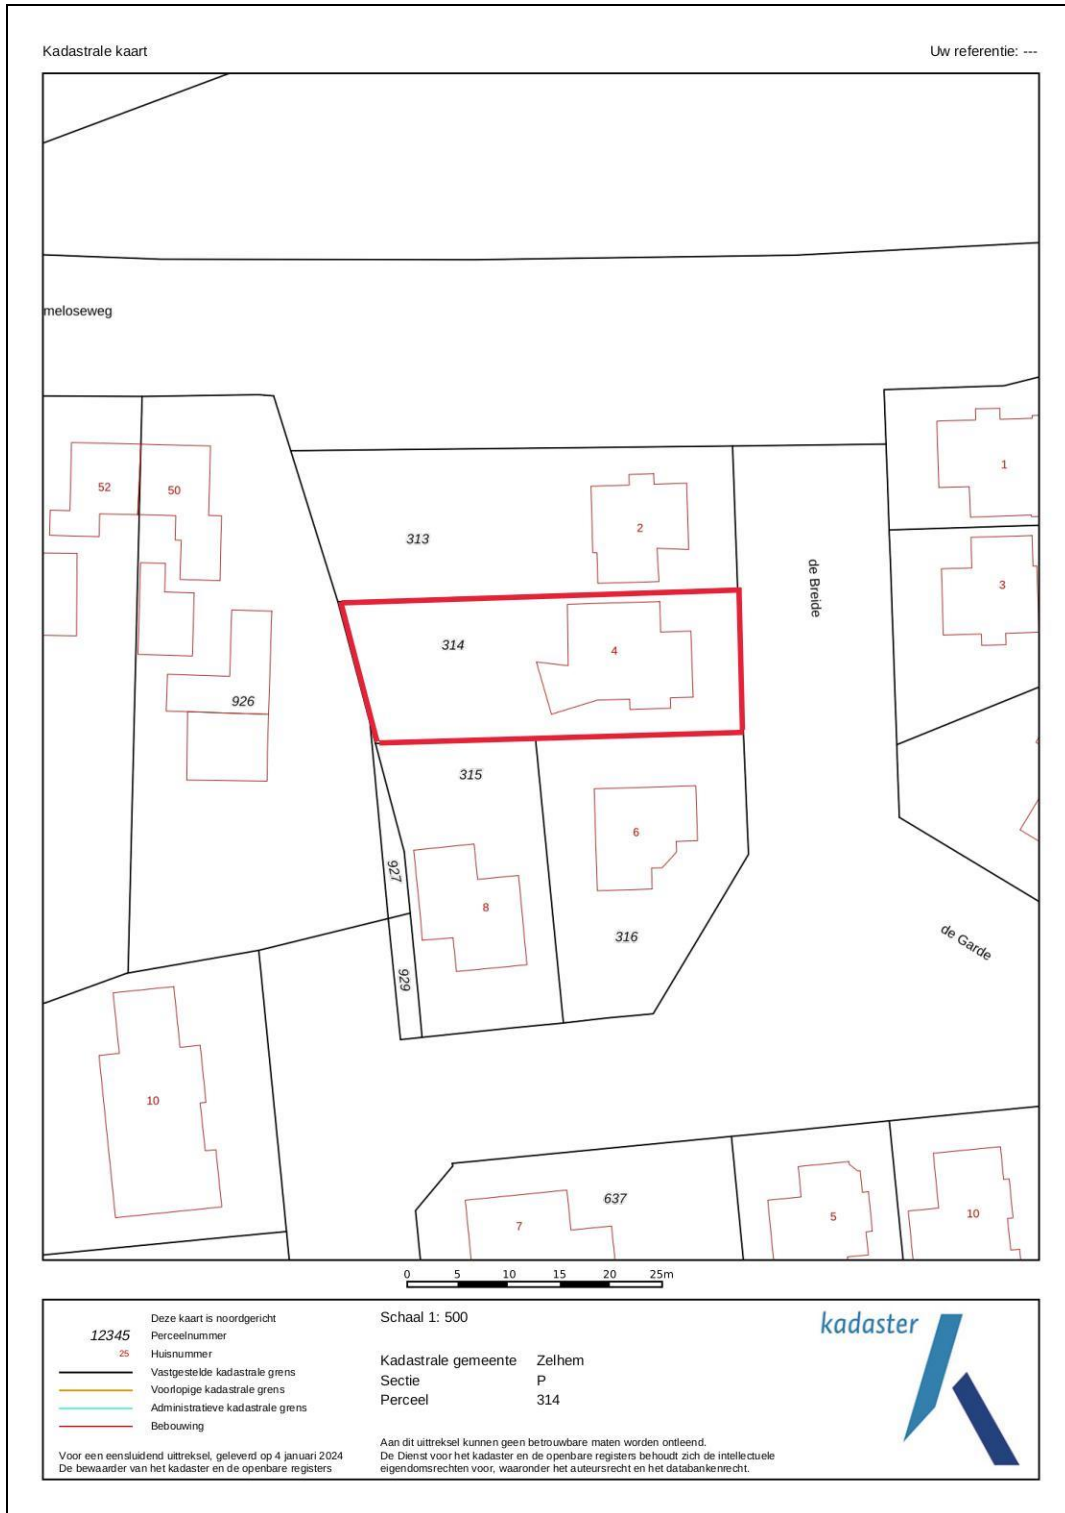 Kadastrale kaart
Uw referentie: ---
meloseweg
52
50
1
2
313
de Breide
3
314
4
926
315
6
927
8
316
de Garde
929
10
637
7
5
10
0 5 10 15 20 25m
Deze kaart is noordgericht
12345 Perceelnummer
25 Huisnummer
Vastgestelde kadastrale grens
Voorlopige kadastrale grens
Administratieve kadastrale grens
Bebouwing
Voor een eensluidend uittreksel, geleverd op 4 januari 2024
De bewaarder van het kadaster en de openbare registers
Schaal 1: 500
Kadastrale gemeente Zelhem
Sectie P
Perceel 314
Aan dit uittreksel kunnen geen betrouwbare maten worden ontleend.
De Dienst voor het kadaster en de openbare registers behoudt zich de intellectuele
eigendomsrechten voor, waaronder het auteursrecht en het databankenrecht.
kadaster